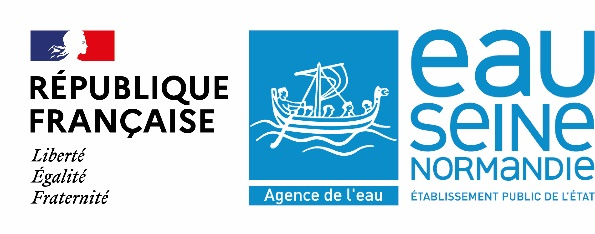 RÉPUBLIQUE
FRANÇAISE
Liberté
Égalité
Fraternité
Agence de l'eau
eau
seine
NORMANDIE
ÉTABLISSEMENT PUBLIC DE L'ÉTAT